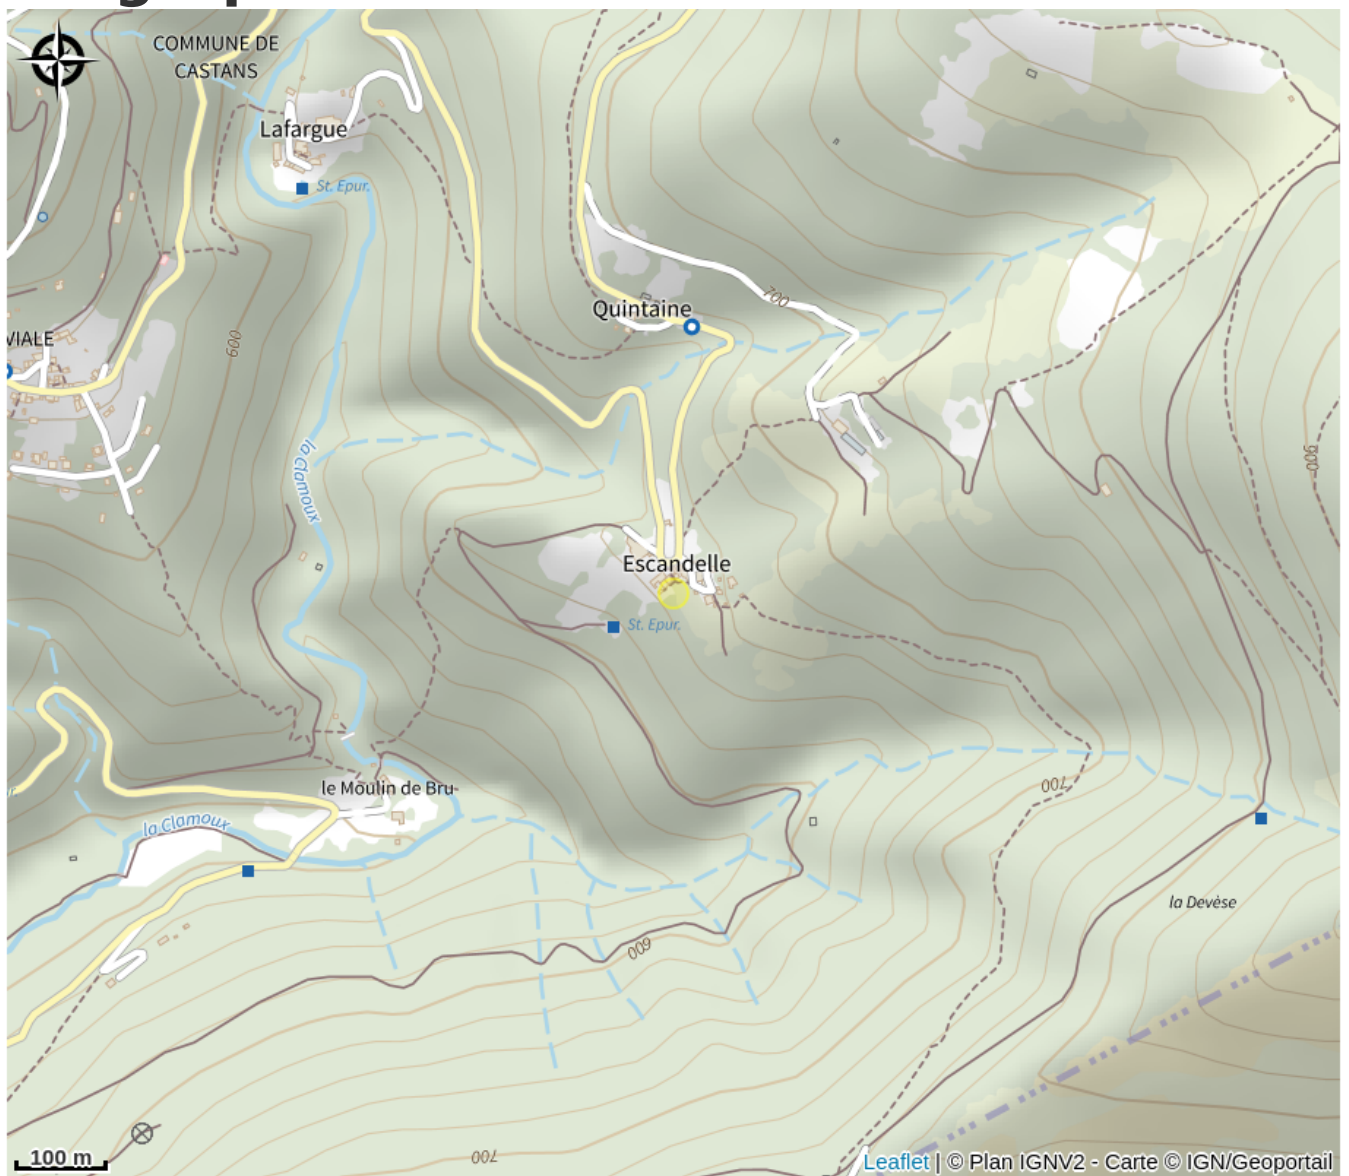 COMMUNE DE
CASTANS
Lafargue
St. Epur.
700
Quintaine
VIALE
600
la Clamoux
900
Escandelle
St. Epur.
700
le Moulin de Bru
la Clamoux
la Devèse
600
700
100 m
Leaflet | © Plan IGNV2 - Carte © IGN/Geoportail